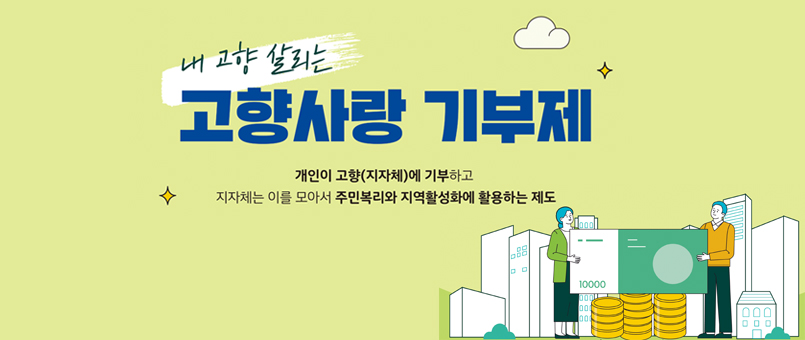 내 고향 살리는
고향사랑 기부제
개인이 고향(지자체)에 기부하고
지자체는 이를 모아서 주민복리와 지역활성화에 활용하는 제도
10000